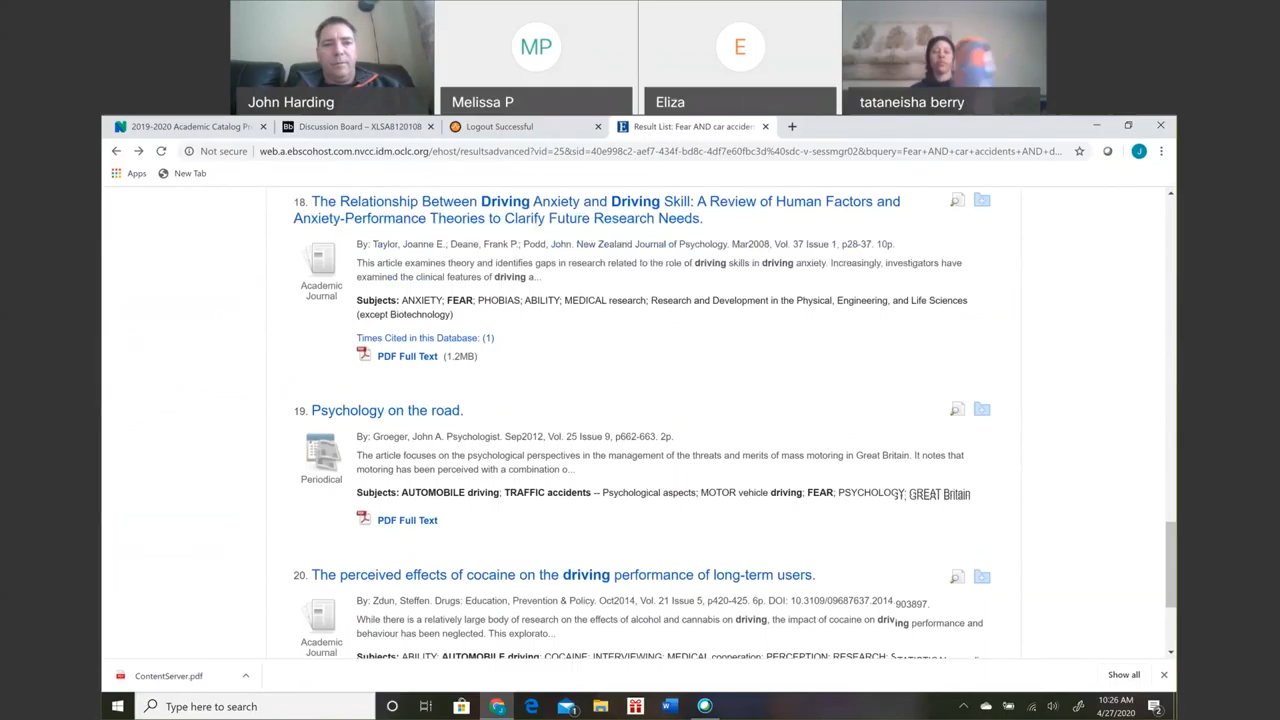 MP
E
John Harding
Melissa P
Eliza
tataneisha berry
2019-2020 Academic Catalog Pr
Bb Discussion Board – XLSA8120108
Logout Successful
Result List: Fear AND car acciden
Not secure web.a.ebscohost.com.nvcc.idm.oclc.org/ehost/resultsadvanced?vid=25&sid=40e998c2-aef7-434f-bd8c-4df7e60fbc3d%40sdc-v-sessmgr02&bquery=Fear+AND+car+accidents+AND+d...
J
Apps
New Tab
18. The Relationship Between Driving Anxiety and Driving Skill: A Review of Human Factors and
Anxiety-Performance Theories to Clarify Future Research Needs.
By: Taylor, Joanne E.; Deane, Frank P.; Podd, John. New Zealand Journal of Psychology. Mar2008, Vol. 37 Issue 1, p28-37. 10p.
This article examines theory and identifies gaps in research related to the role of driving skills in driving anxiety. Increasingly, investigators have
examined the clinical features of driving a...
Academic
Journal
Subjects: ANXIETY; FEAR; PHOBIAS; ABILITY; MEDICAL research; Research and Development in the Physical, Engineering, and Life Sciences
(except Biotechnology)
Times Cited in this Database: (1)
PDF Full Text (1.2MB)
19. Psychology on the road.
By: Groeger, John A. Psychologist. Sep2012, Vol. 25 Issue 9, p662-663. 2p.
The article focuses on the psychological perspectives in the management of the threats and merits of mass motoring in Great Britain. It notes that
motoring has been perceived with a combination o...
Periodical
Subjects: AUTOMOBILE driving; TRAFFIC accidents -- Psychological aspects; MOTOR vehicle driving; FEAR; PSYCHOLOGY; GREAT Britain
PDF Full Text
20. The perceived effects of cocaine on the driving performance of long-term users.
By: Zdun, Steffen. Drugs: Education, Prevention & Policy. Oct2014, Vol. 21 Issue 5, p420-425. 6p. DOI: 10.3109/09687637.2014.903897.
While there is a relatively large body of research on the effects of alcohol and cannabis on driving, the impact of cocaine on driving performance and
behaviour has been neglected. This explorato...
Academic
Journal
Subjects: ABILITY; AUTOMOBILE driving; COCAINE; INTERVIEWING; MEDICAL cooperation; PERCEPTION; RESEARCH;
ContentServer.pdf
Show all
Type here to search
10:26 AM
4/27/2020
2